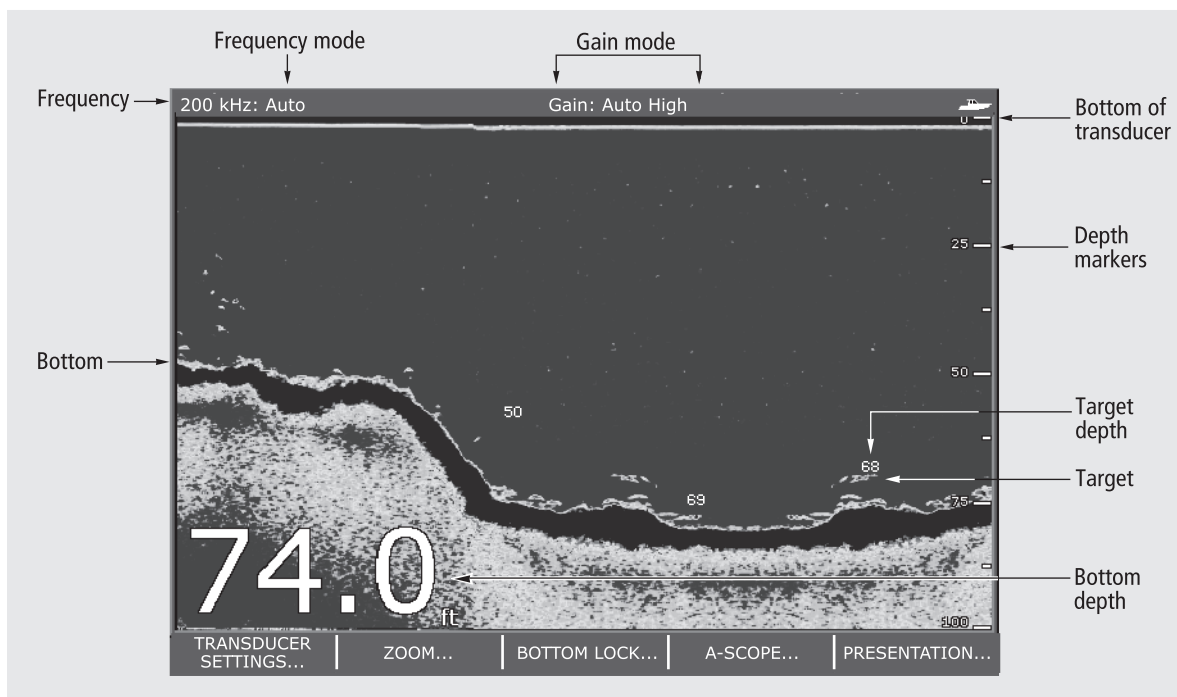 Frequency mode
Gain mode
Frequency
200 kHz: Auto
Gain: Auto High
Bottom of
transducer
0
25
Depth
markers
Bottom
50
50
Target
depth
68
Target
69
75
74.0
ft
Bottom
depth
100
TRANSDUCER
SETTINGS...
ZOOM...
BOTTOM LOCK...
A-SCOPE...
PRESENTATION...